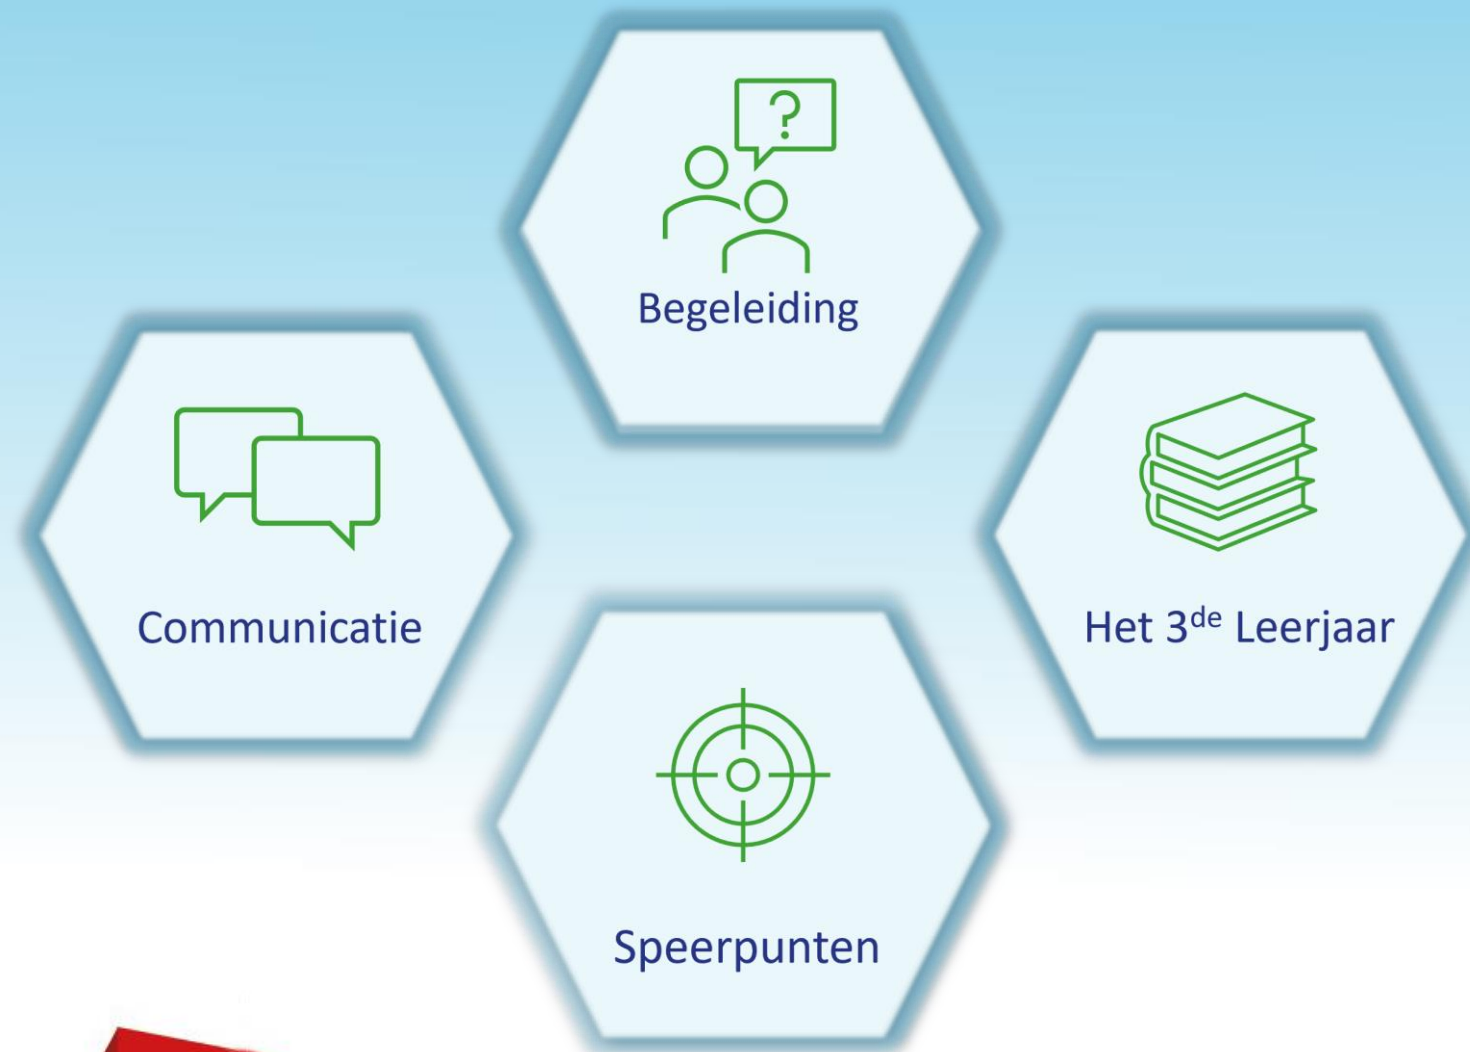 ?
Begeleiding
Communicatie
Het 3de Leerjaar
Speerpunten